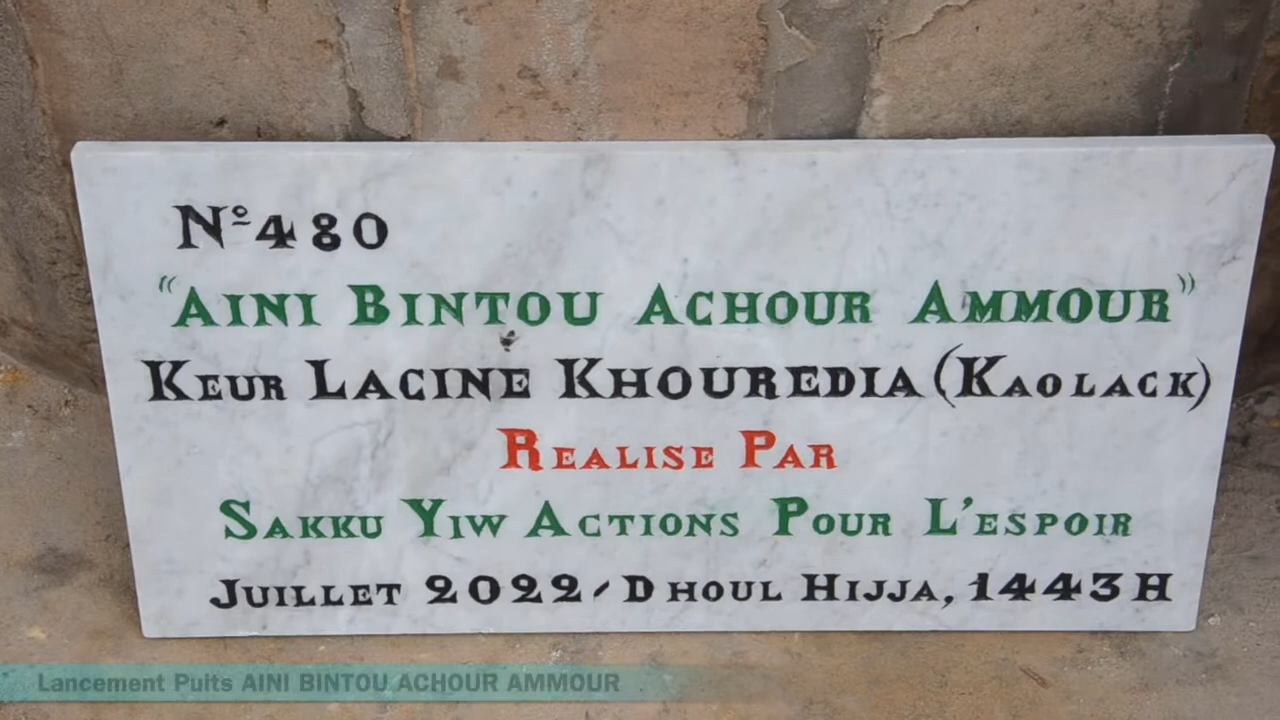 Nº480
"AINI BINTOU ACHOUR AMMOUR"
KEUR LACINE KHOUREDIA (KAOLACK)
REALISE PAR
SAKKU YIW ACTIONS POUR L'ESPOIR
JUILLET 2022/DHOUL HIJJA, 1443H
Lancement Puits AINI BINTOU ACHOUR AMMOUR